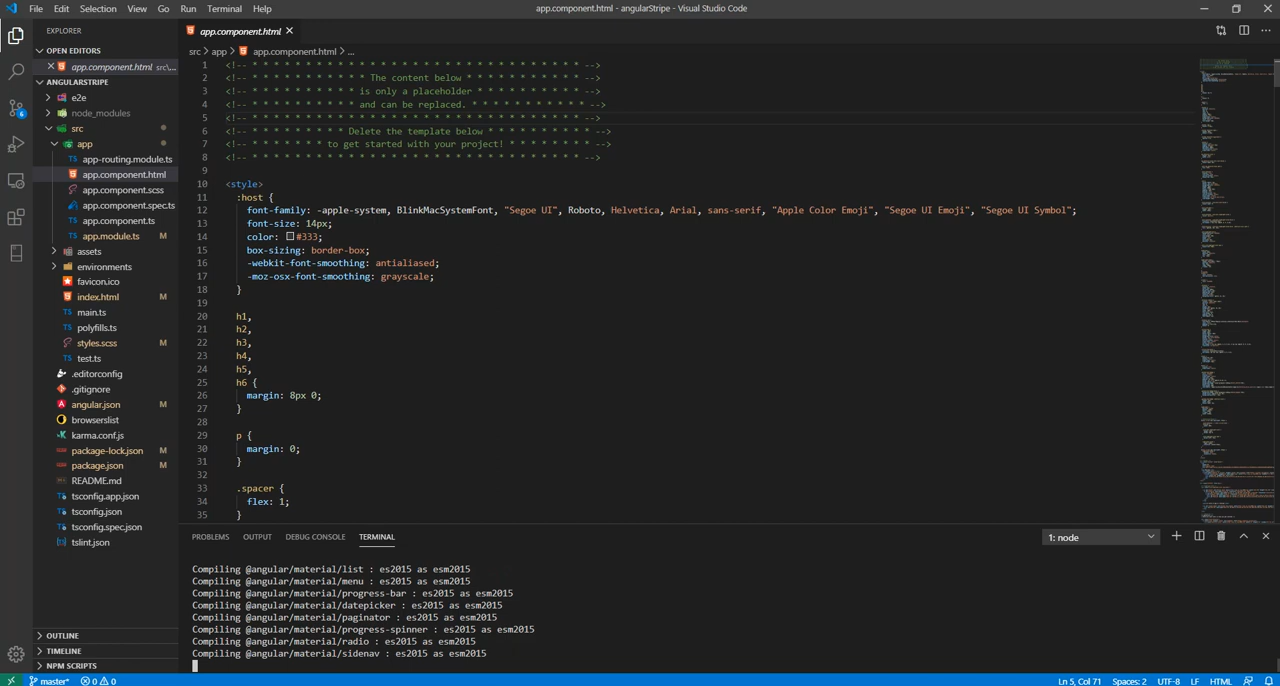 File Edit Selection View Go Run Terminal Help
app.component.html - angularStripe - Visual Studio Code
EXPLORER
OPEN EDITORS
app.component.html src\...
ANGULARSTRIPE
e2e
node_modules
src
app
app-routing.module.ts
app.component.html
app.component.scss
app.component.spec.ts
app.component.ts
app.module.ts M
assets
environments
favicon.ico
index.html M
main.ts
polyfills.ts
styles.scss M
test.ts
.editorconfig
.gitignore
angular.json M
browserslist
karma.conf.js
package-lock.json M
package.json M
README.md
tsconfig.app.json
tsconfig.json
tsconfig.spec.json
tslint.json
OUTLINE
TIMELINE
NPM SCRIPTS
6
app.component.html
src > app > app.component.html > ...
1 <!-- * * * * * * * * * * * * * * * * * * * * * * * * * * * * * * * -->
2 <!-- * * * * * * * * * * * The content below * * * * * * * * * * * -->
3 <!-- * * * * * * * * * * is only a placeholder * * * * * * * * * * -->
4 <!-- * * * * * * * * * * and can be replaced. * * * * * * * * * * * -->
5 <!-- * * * * * * * * * * * * * * * * * * * * * * * * * * * * * * * -->
6 <!-- * * * * * * * * * Delete the template below * * * * * * * * * * -->
7 <!-- * * * * * * * to get started with your project! * * * * * * * * -->
8 <!-- * * * * * * * * * * * * * * * * * * * * * * * * * * * * * * * -->
9
10 <style>
11 :host {
12 font-family: -apple-system, BlinkMacSystemFont, "Segoe UI", Roboto, Helvetica, Arial, sans-serif, "Apple Color Emoji", "Segoe UI Emoji", "Segoe UI Symbol";
13 font-size: 14px;
14 color: #333;
15 box-sizing: border-box;
16 -webkit-font-smoothing: antialiased;
17 -moz-osx-font-smoothing: grayscale;
18 }
19
20 h1,
21 h2,
22 h3,
23 h4,
24 h5,
25 h6 {
26 margin: 8px 0;
27 }
28
29 p {
30 margin: 0;
31 }
32
33 .spacer {
34 flex: 1;
35 }
PROBLEMS OUTPUT DEBUG CONSOLE TERMINAL
1: node
Compiling @angular/material/list : es2015 as esm2015
Compiling @angular/material/menu : es2015 as esm2015
Compiling @angular/material/progress-bar : es2015 as esm2015
Compiling @angular/material/datepicker : es2015 as esm2015
Compiling @angular/material/paginator : es2015 as esm2015
Compiling @angular/material/progress-spinner : es2015 as esm2015
Compiling @angular/material/radio : es2015 as esm2015
Compiling @angular/material/sidenav : es2015 as esm2015
master* 0 0
Ln 5, Col 71 Spaces: 2 UTF-8 LF HTML